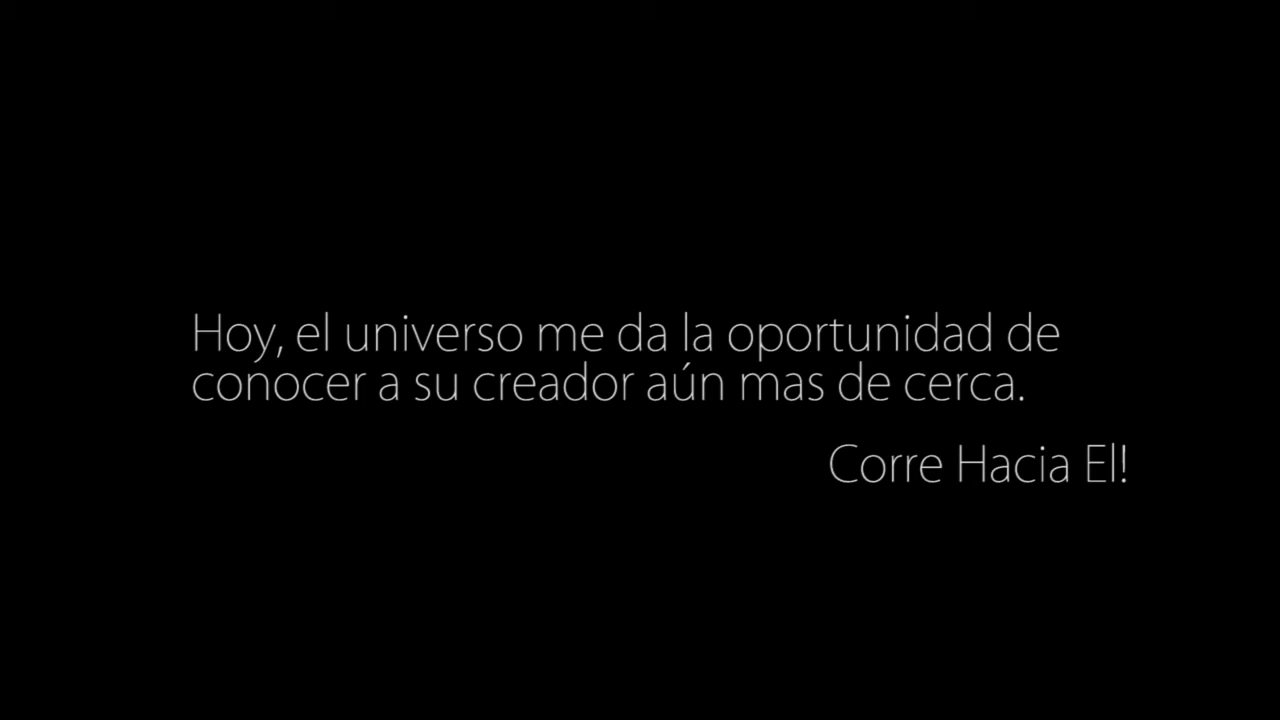 Hoy, el universo me da la oportunidad de
conocer a su creador aún mas de cerca.
Corre Hacia El!